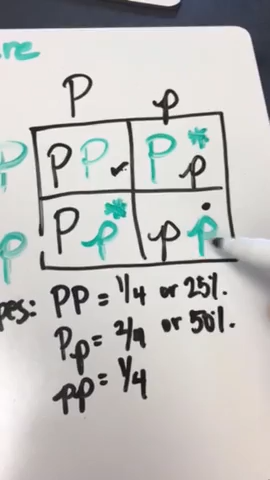 P p
P P P P p
p P p p p
PP = 1/4 or 25%.
Pp = 2/4 or 50%.
pp = 1/4